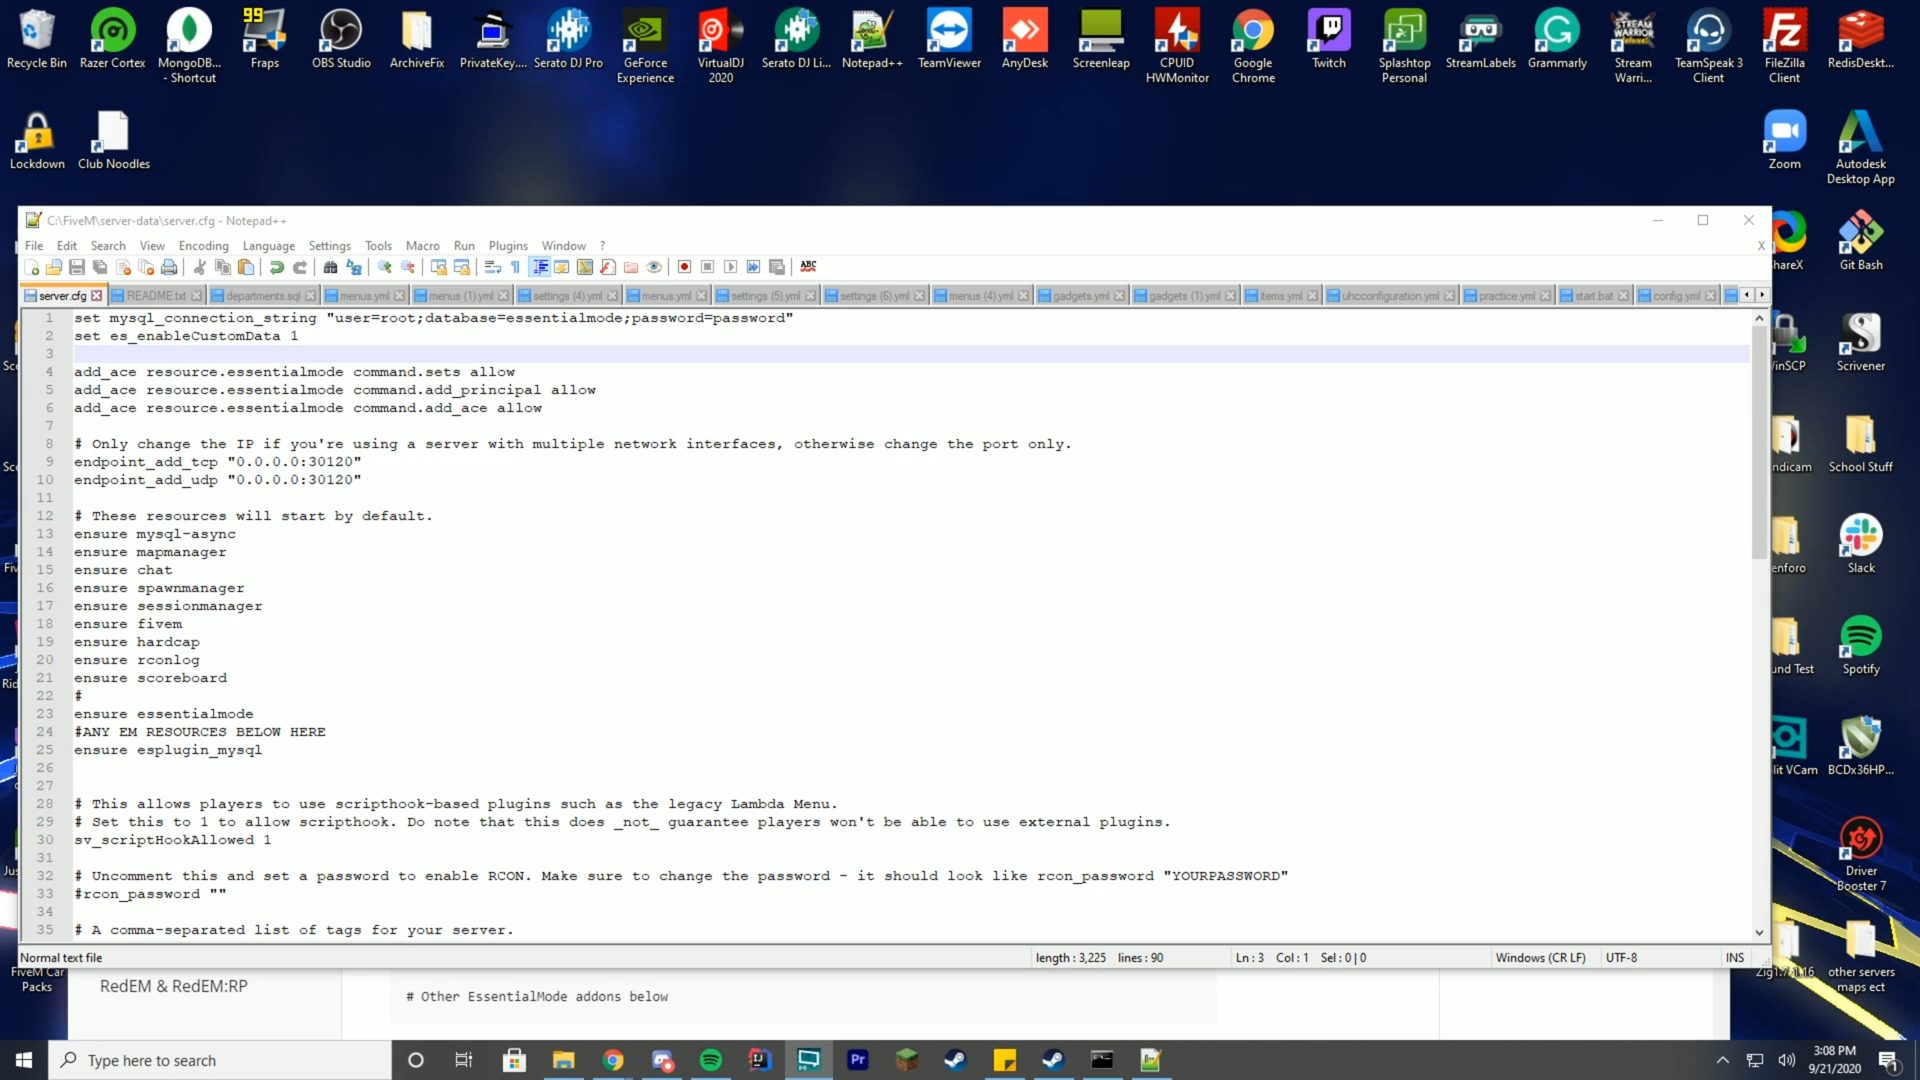 99
Recycle Bin
Razer Cortex
MongoDB... - Shortcut
Fraps
OBS Studio
ArchiveFix
PrivateKey....
Serato DJ Pro
GeForce Experience
VirtualDJ 2020
Serato DJ Li...
Notepad++
TeamViewer
AnyDesk
Screenleap
CPUID HWMonitor
Google Chrome
Twitch
Splashtop Personal
StreamLabels
Grammarly
Stream Warri...
TeamSpeak 3 Client
FileZilla Client
RedisDeskt...
Lockdown
Club Noodles
Zoom
Autodesk Desktop App
C:\FiveM\server-data\server.cfg - Notepad++
File Edit Search View Encoding Language Settings Tools Macro Run Plugins Window ?
X
server.cfg README.txt departments.sql menus.yml menus (1).yml settings (4).yml menus.yml settings (5).yml settings (6).yml menus (4).yml gadgets.yml gadgets (1).yml items.yml uhcconfiguration.yml practice.yml start.bat config.yml
1 set mysql_connection_string "user=root;database=essentialmode;password=password"
2 set es_enableCustomData 1
3
4 add_ace resource.essentialmode command.sets allow
5 add_ace resource.essentialmode command.add_principal allow
6 add_ace resource.essentialmode command.add_ace allow
7
8 # Only change the IP if you're using a server with multiple network interfaces, otherwise change the port only.
9 endpoint_add_tcp "0.0.0.0:30120"
10 endpoint_add_udp "0.0.0.0:30120"
11
12 # These resources will start by default.
13 ensure mysql-async
14 ensure mapmanager
15 ensure chat
16 ensure spawnmanager
17 ensure sessionmanager
18 ensure fivem
19 ensure hardcap
20 ensure rconlog
21 ensure scoreboard
22 #
23 ensure essentialmode
24 #ANY EM RESOURCES BELOW HERE
25 ensure esplugin_mysql
26
27
28 # This allows players to use scripthook-based plugins such as the legacy Lambda Menu.
29 # Set this to 1 to allow scripthook. Do note that this does _not_ guarantee players won't be able to use external plugins.
30 sv_scriptHookAllowed 1
31
32 # Uncomment this and set a password to enable RCON. Make sure to change the password - it should look like rcon_password "YOURPASSWORD"
33 #rcon_password ""
34
35 # A comma-separated list of tags for your server.
Normal text file
length : 3,225 lines : 90
Ln : 3 Col : 1 Sel : 0 | 0
Windows (CR LF)
UTF-8
INS
hareX
Git Bash
inSCP
Scrivener
ndicam
School Stuff
enforo
Slack
und Test
Spotify
lit VCam
BCDx36HP...
Driver Booster 7
other servers maps ect
FiveM Car Packs
RedEM & RedEM:RP
# Other EssentialMode addons below
Type here to search
Pr
3:08 PM
9/21/2020
1